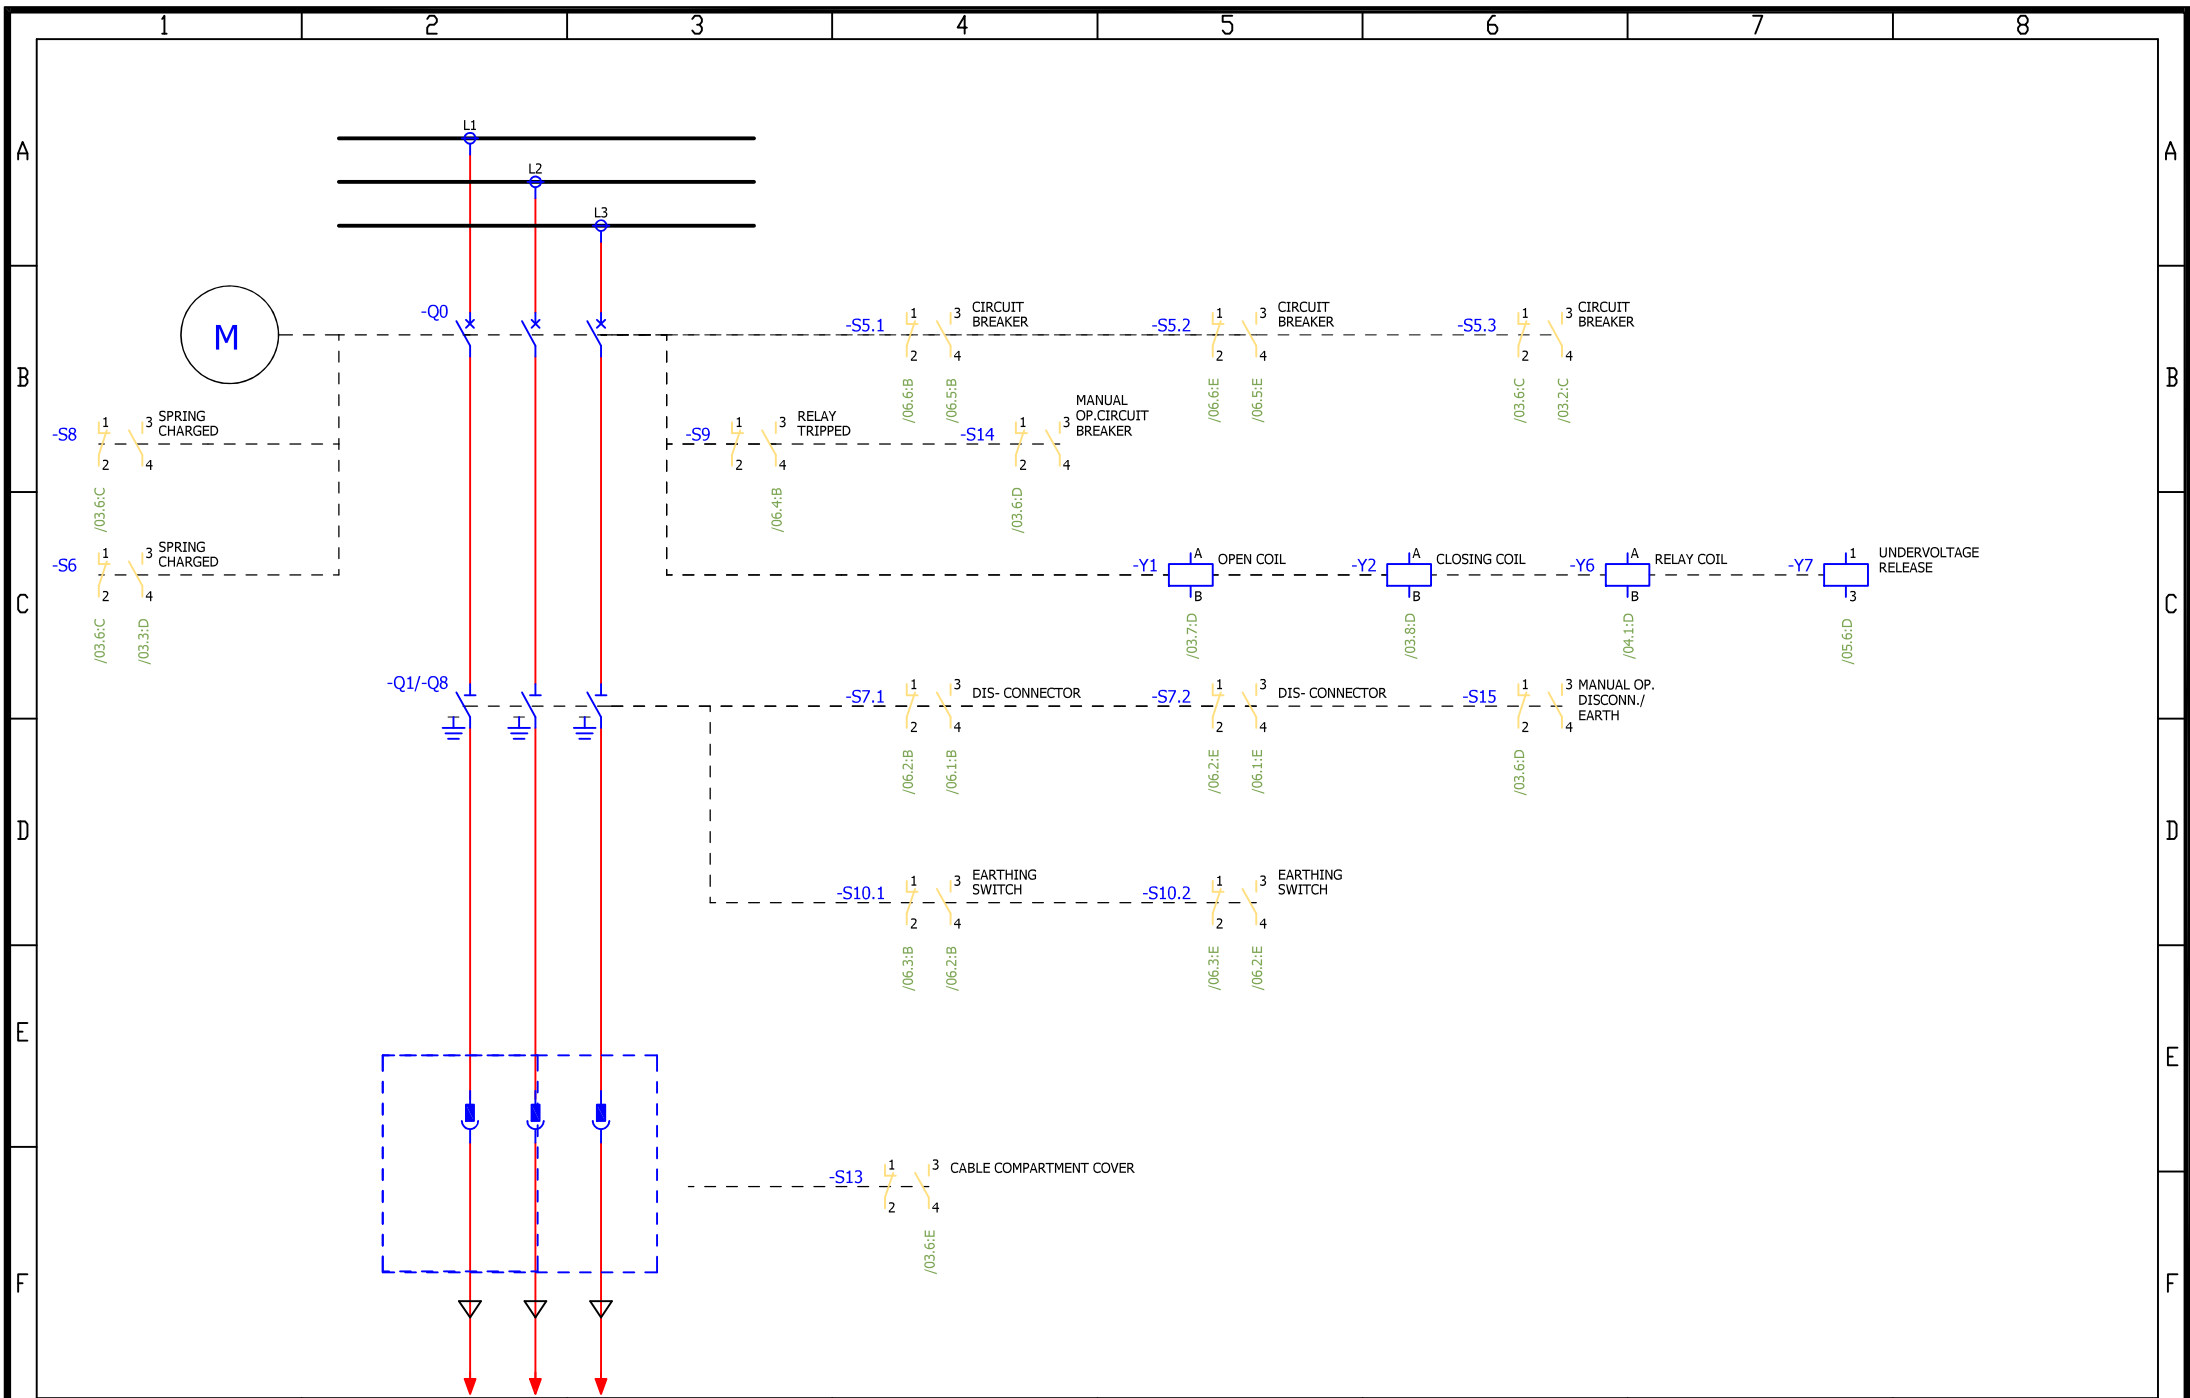 1 2 3 4 5 6 7 8
A A
L1
L2
L3
B B
M
-Q0
-S5.1 1 2 3 4 CIRCUIT
BREAKER
/06.6:B /06.5:B
-S5.2 1 2 3 4 CIRCUIT
BREAKER
/06.6:E /06.5:E
-S5.3 1 2 3 4 CIRCUIT
BREAKER
/03.6:C /03.2:C
-S8 1 2 3 4 SPRING
CHARGED
/03.6:C
-S9 1 2 3 4 RELAY
TRIPPED
/06.4:B
-S14 1 2 3 4 MANUAL
OP.CIRCUIT
BREAKER
/03.6:D
C C
-S6 1 2 3 4 SPRING
CHARGED
/03.6:C /03.3:D
-Y1 A B OPEN COIL
/03.7:D
-Y2 A B CLOSING COIL
/03.8:D
-Y6 A B RELAY COIL
/04.1:D
-Y7 1 3 UNDERVOLTAGE
RELEASE
/05.6:D
-Q1/-Q8
-S7.1 1 2 3 4 DIS- CONNECTOR
/06.2:B /06.1:B
-S7.2 1 2 3 4 DIS- CONNECTOR
/06.2:E /06.1:E
-S15 1 2 3 4 MANUAL OP.
DISCONN./
EARTH
/03.6:D
D D
-S10.1 1 2 3 4 EARTHING
SWITCH
/06.3:B /06.2:B
-S10.2 1 2 3 4 EARTHING
SWITCH
/06.3:E /06.2:E
E E
-S13 1 2 3 4 CABLE COMPARTMENT COVER
/03.6:E
F F